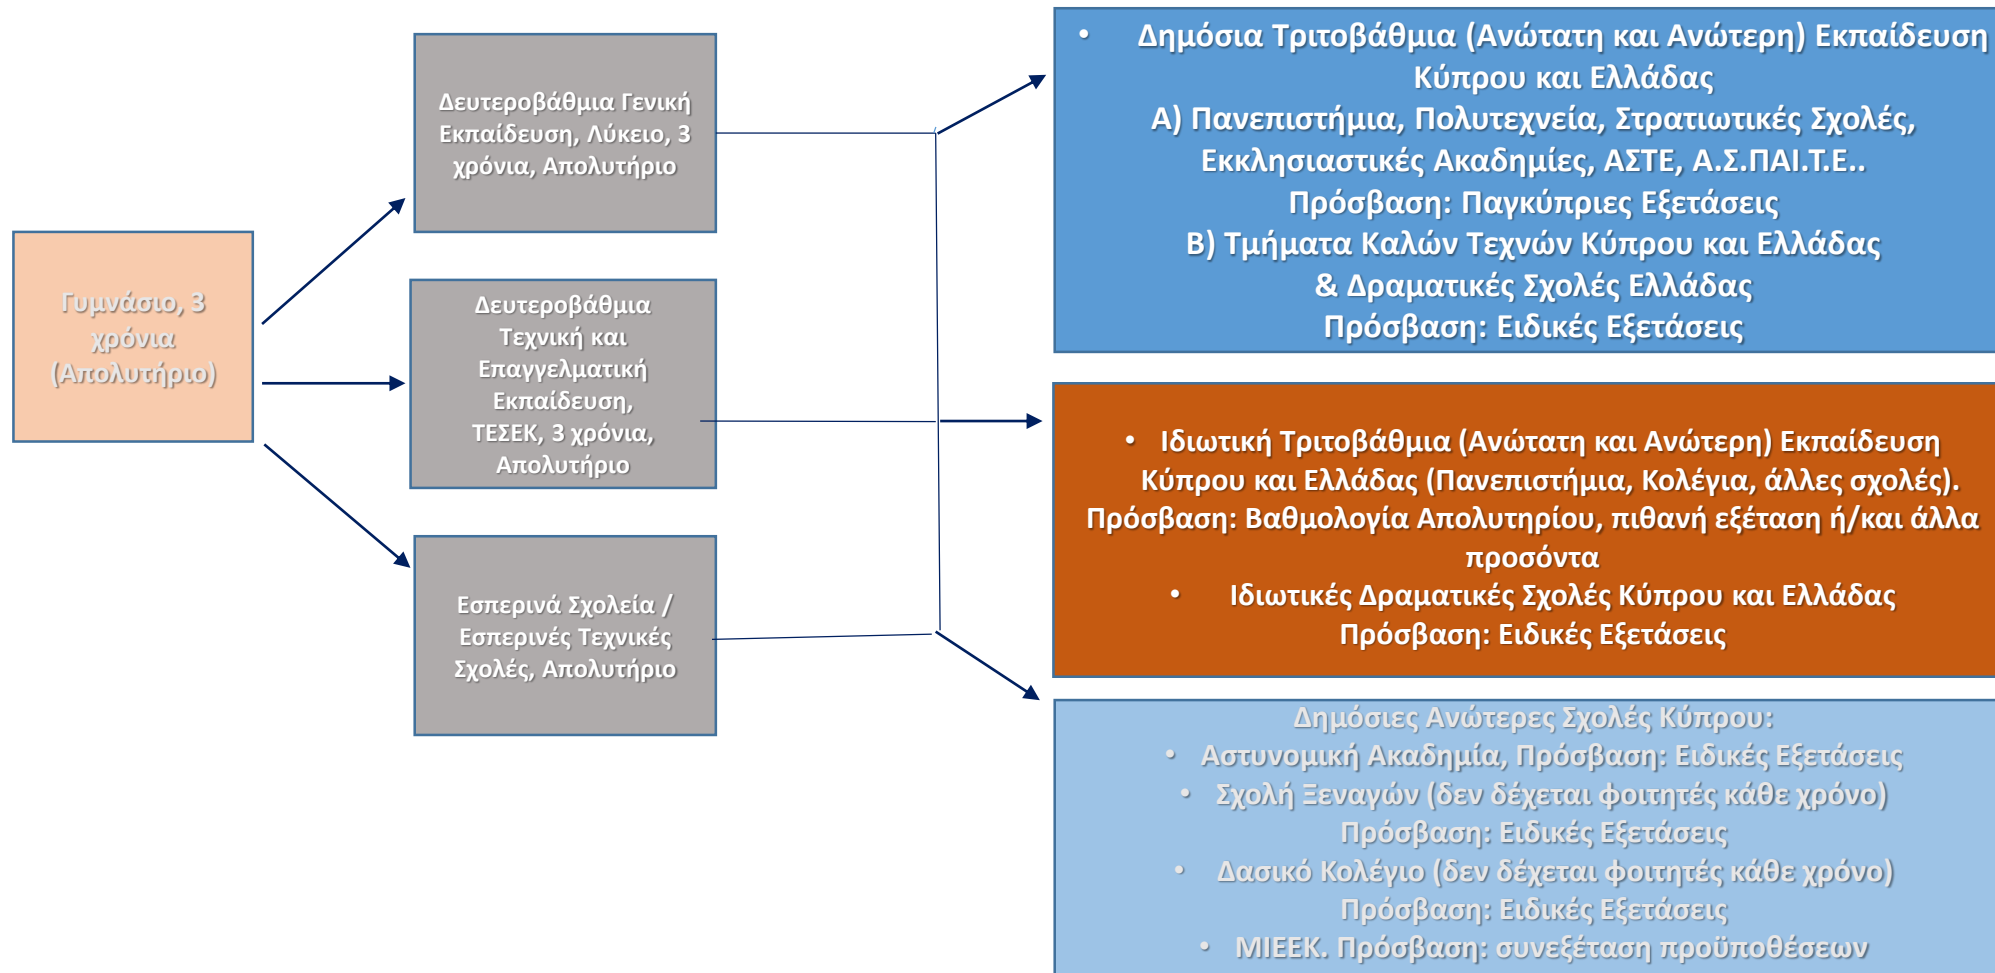 Γυμνάσιο, 3
χρόνια
(Απολυτήριο)
Δευτεροβάθμια Γενική
Εκπαίδευση, Λύκειο, 3
χρόνια, Απολυτήριο
Δευτεροβάθμια
Τεχνική και
Επαγγελματική
Εκπαίδευση,
ΤΕΣΕΚ, 3 χρόνια,
Απολυτήριο
Εσπερινά Σχολεία /
Εσπερινές Τεχνικές
Σχολές, Απολυτήριο
• Δημόσια Τριτοβάθμια (Ανώτατη και Ανώτερη) Εκπαίδευση
Κύπρου και Ελλάδας
Α) Πανεπιστήμια, Πολυτεχνεία, Στρατιωτικές Σχολές,
Εκκλησιαστικές Ακαδημίες, ΑΣΤΕ, Α.Σ.ΠΑΙ.Τ.Ε..
Πρόσβαση: Παγκύπριες Εξετάσεις
Β) Τμήματα Καλών Τεχνών Κύπρου και Ελλάδας
& Δραματικές Σχολές Ελλάδας
Πρόσβαση: Ειδικές Εξετάσεις
• Ιδιωτική Τριτοβάθμια (Ανώτατη και Ανώτερη) Εκπαίδευση
Κύπρου και Ελλάδας (Πανεπιστήμια, Κολέγια, άλλες σχολές).
Πρόσβαση: Βαθμολογία Απολυτηρίου, πιθανή εξέταση ή/και άλλα
προσόντα
• Ιδιωτικές Δραματικές Σχολές Κύπρου και Ελλάδας
Πρόσβαση: Ειδικές Εξετάσεις
Δημόσιες Ανώτερες Σχολές Κύπρου:
• Αστυνομική Ακαδημία, Πρόσβαση: Ειδικές Εξετάσεις
• Σχολή Ξεναγών (δεν δέχεται φοιτητές κάθε χρόνο)
Πρόσβαση: Ειδικές Εξετάσεις
• Δασικό Κολέγιο (δεν δέχεται φοιτητές κάθε χρόνο)
Πρόσβαση: Ειδικές Εξετάσεις
• ΜΙΕΕΚ. Πρόσβαση: συνεξέταση προϋποθέσεων